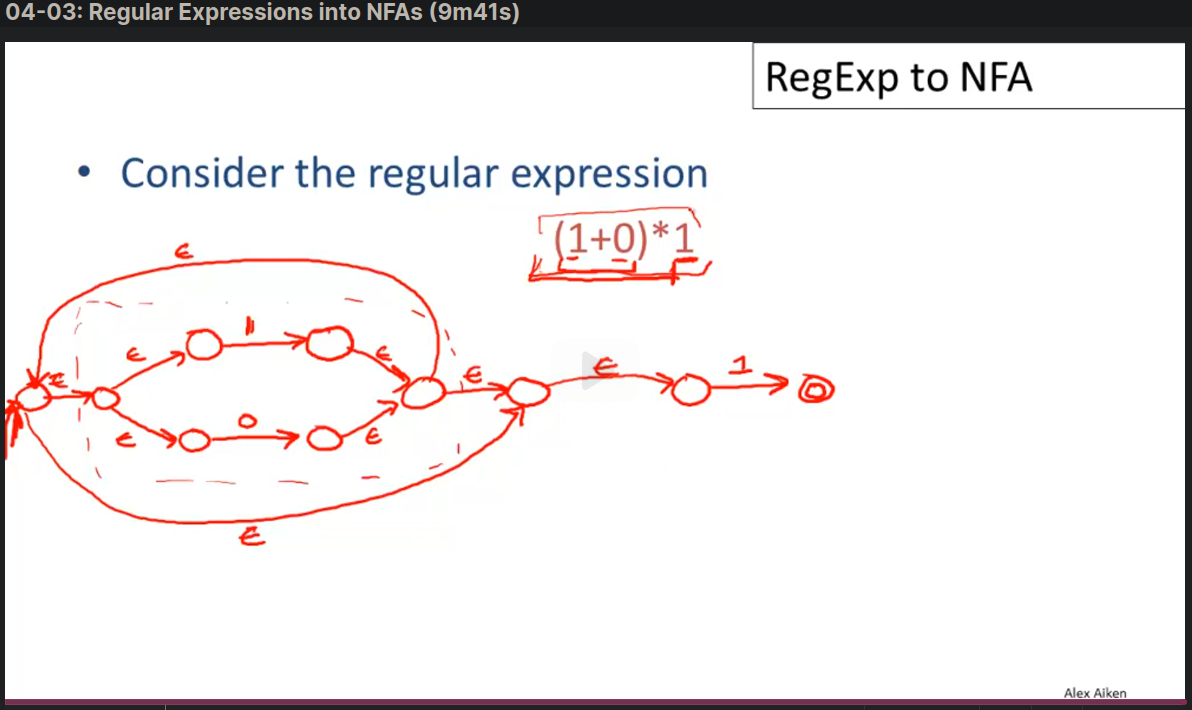 04-03: Regular Expressions into NFAs (9m41s)
RegExp to NFA
• Consider the regular expression
(1+0)*1
ε
1
ε ε
ε ε ε 1
0
ε ε
ε
Alex Aiken